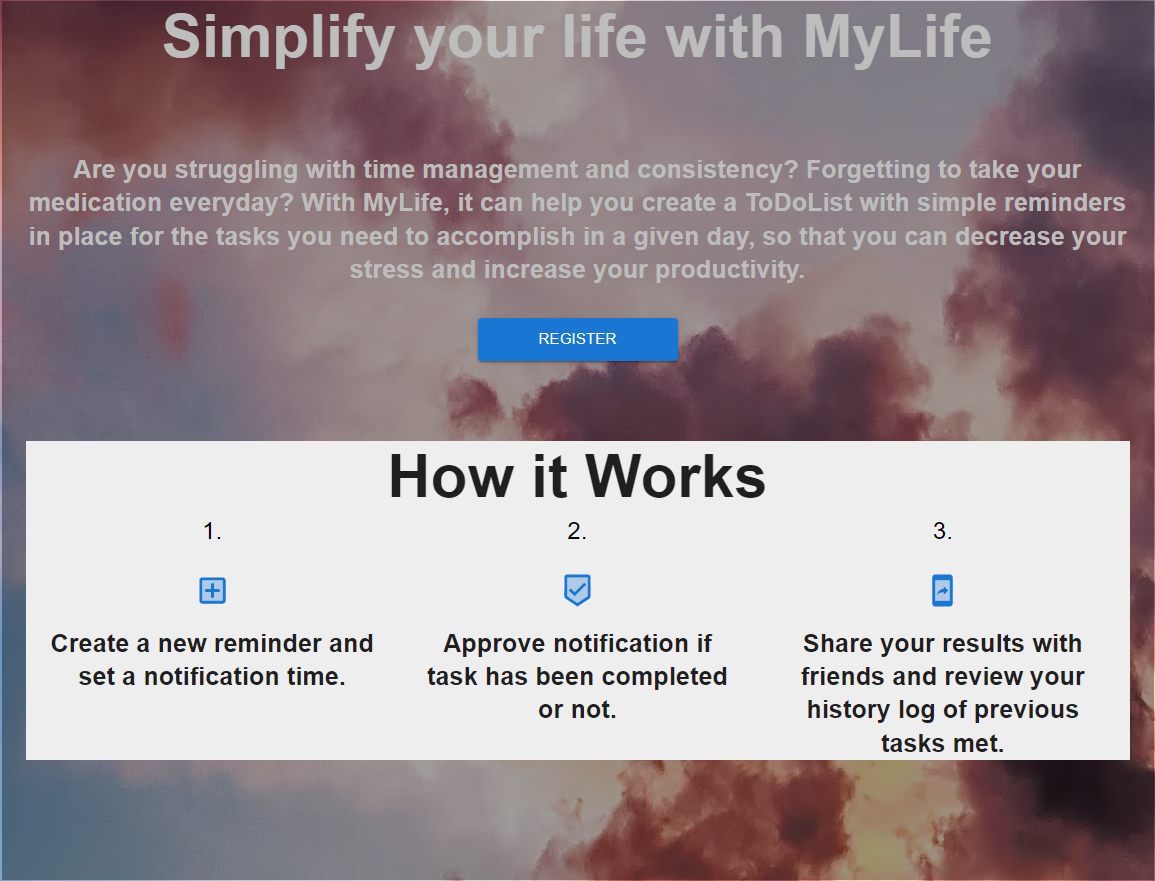 Simplify your life with MyLife
Are you struggling with time management and consistency? Forgetting to take your
medication everyday? With MyLife, it can help you create a ToDoList with simple reminders
in place for the tasks you need to accomplish in a given day, so that you can decrease your
stress and increase your productivity.
REGISTER
How it Works
1.
Create a new reminder and
set a notification time.
2.
Approve notification if
task has been completed
or not.
3.
Share your results with
friends and review your
history log of previous
tasks met.